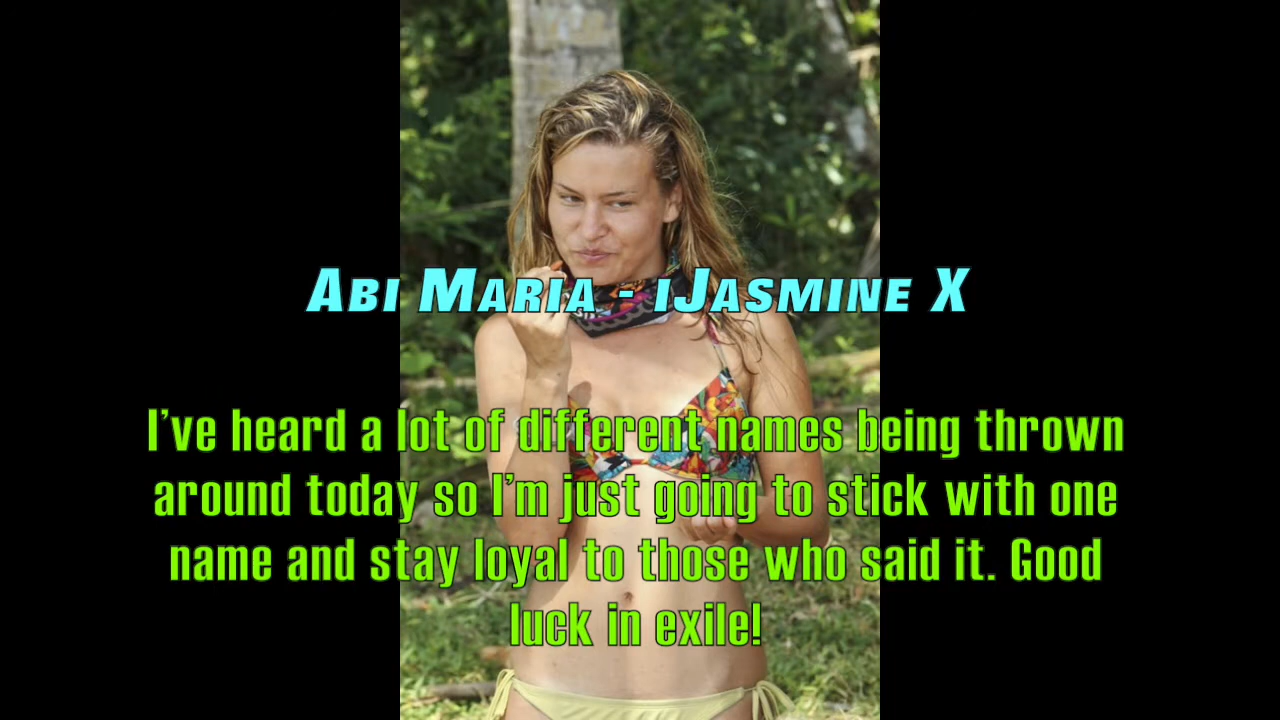 Abi Maria - iJasmine X
I've heard a lot of different names being thrown
around today so I'm just going to stick with one
name and stay loyal to those who said it. Good
luck in exile!